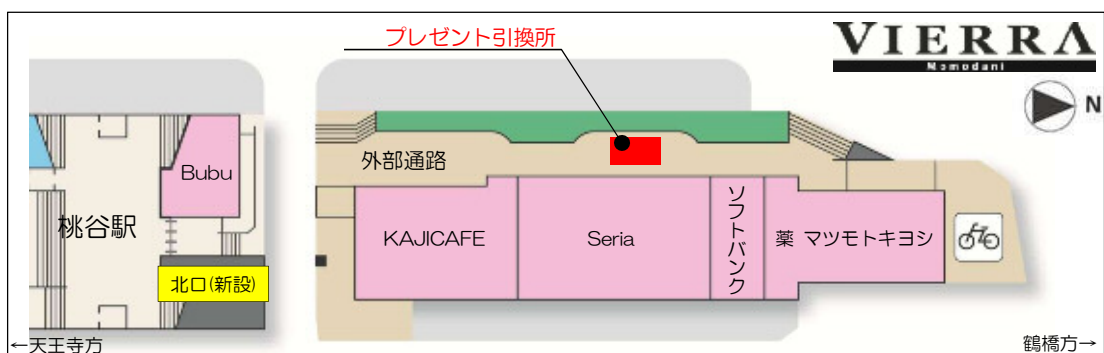 プレゼント引換所
VIERRA
Momodani
N
外部通路
Bubu
桃谷駅
KAJICAFE
Seria
ソフトバンク
薬 マツモトキヨシ
北口(新設)
←天王寺方
鶴橋方→